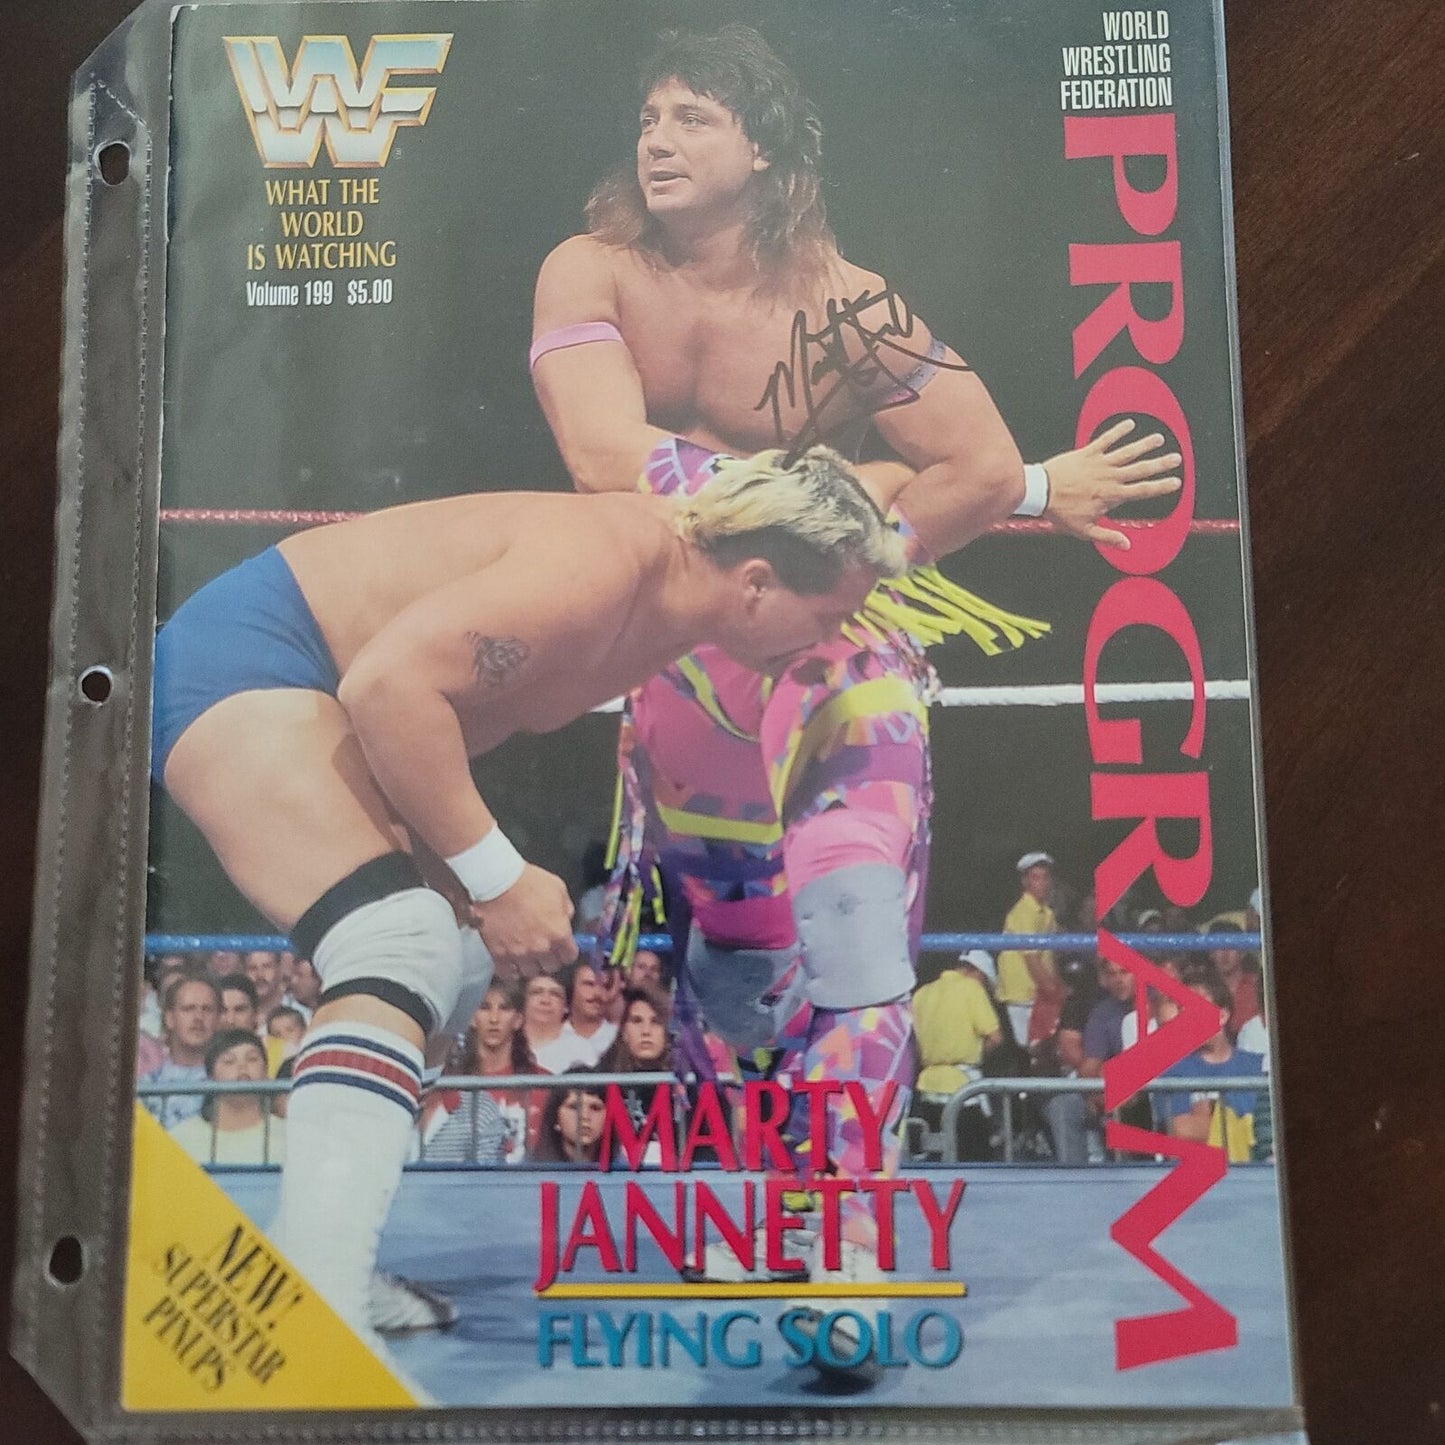 WWF
WHAT THE
WORLD
IS WATCHING
Volume 199 $5.00
WORLD
WRESTLING
FEDERATION
PROGRAM
MARTY
JANNETTY
FLYING SOLO
NEW!
SUPERSTAR
PINUPS